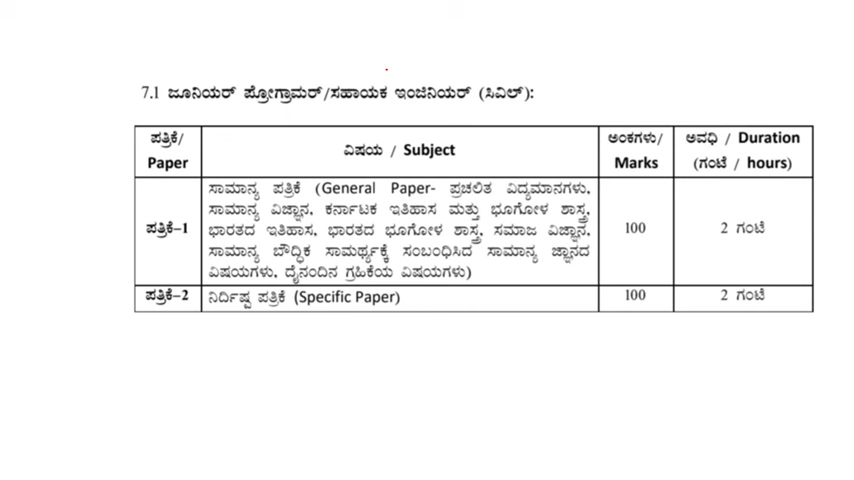 7.1 ಜೂನಿಯರ್ ಪ್ರೋಗ್ರಾಮರ್/ಸಹಾಯಕ ಇಂಜಿನಿಯರ್ (ಸಿವಿಲ್):
ಪತ್ರಿಕೆ/
Paper
ವಿಷಯ / Subject
ಅಂಕಗಳು/
Marks
ಅವಧಿ / Duration
(ಗಂಟೆ / hours)
ಪತ್ರಿಕೆ–1
ಸಾಮಾನ್ಯ ಪತ್ರಿಕೆ (General Paper- ಪ್ರಚಲಿತ ವಿದ್ಯಮಾನಗಳು,
ಸಾಮಾನ್ಯ ವಿಜ್ಞಾನ, ಕರ್ನಾಟಕ ಇತಿಹಾಸ ಮತ್ತು ಭೂಗೋಳ ಶಾಸ್ತ್ರ,
ಭಾರತದ ಇತಿಹಾಸ, ಭಾರತದ ಭೂಗೋಳ ಶಾಸ್ತ್ರ, ಸಮಾಜ ವಿಜ್ಞಾನ,
ಸಾಮಾನ್ಯ ಬೌದ್ಧಿಕ ಸಾಮರ್ಥ್ಯಕ್ಕೆ ಸಂಬಂಧಿಸಿದ ಸಾಮಾನ್ಯ ಜ್ಞಾನದ
ವಿಷಯಗಳು, ದೈನಂದಿನ ಗ್ರಹಿಕೆಯ ವಿಷಯಗಳು)
100
2 ಗಂಟೆ
ಪತ್ರಿಕೆ–2
ನಿರ್ದಿಷ್ಟ ಪತ್ರಿಕೆ (Specific Paper)
100
2 ಗಂಟೆ